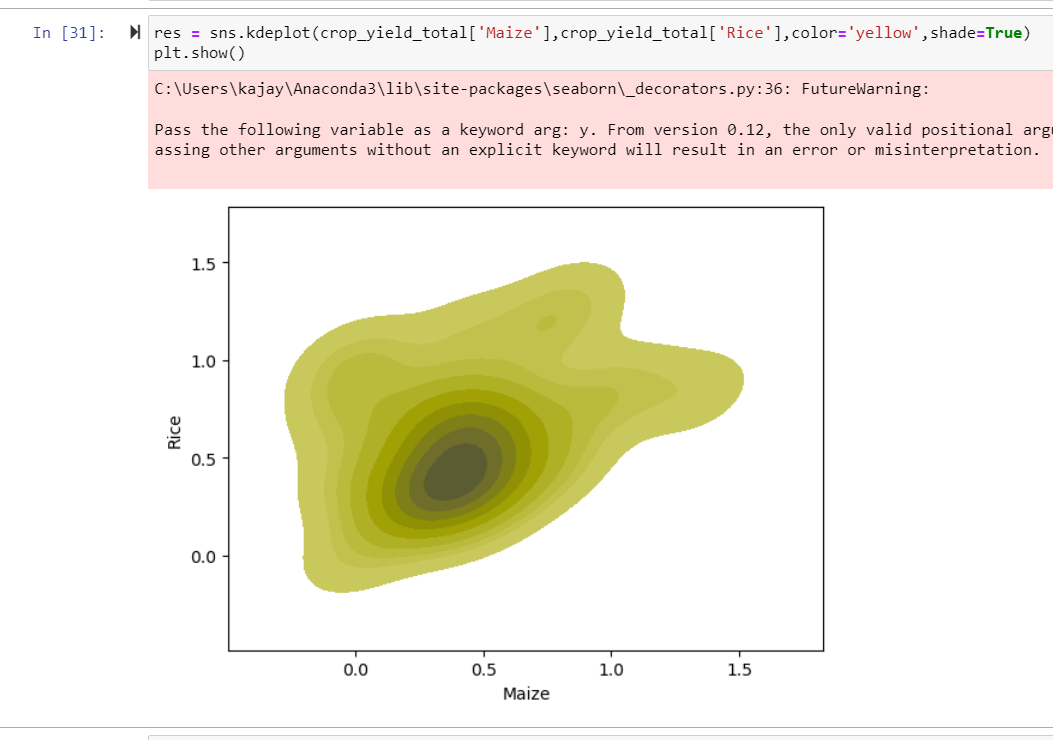 In [31]:
res = sns.kdeplot(crop_yield_total['Maize'],crop_yield_total['Rice'],color='yellow',shade=True)
plt.show()
C:\Users\kajay\Anaconda3\lib\site-packages\seaborn\_decorators.py:36: FutureWarning:
Pass the following variable as a keyword arg: y. From version 0.12, the only valid positional argu
assing other arguments without an explicit keyword will result in an error or misinterpretation.
1.5
1.0
Rice
0.5
0.0
0.0 0.5 1.0 1.5
Maize